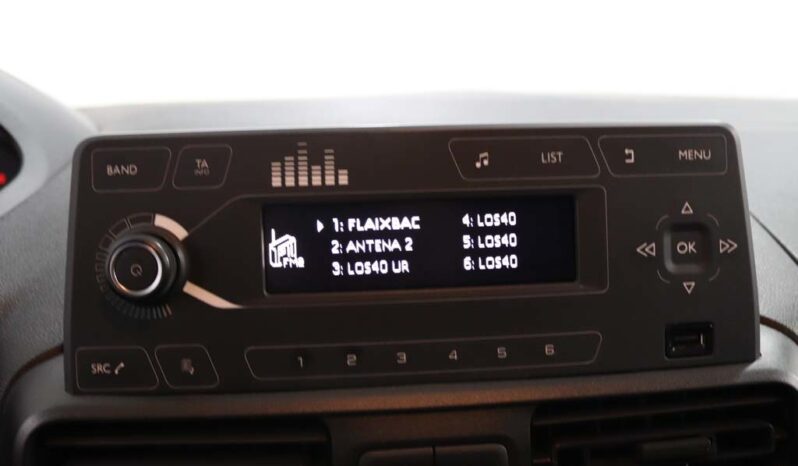 BAND
TA
INFO
LIST
MENU
1: FLAIXBAC
2: ANTENA 2
3: LOS40 UR
4: LOS40
5: LOS40
6: LOS40
FM2
OK
SRC
1 2 3 4 5 6